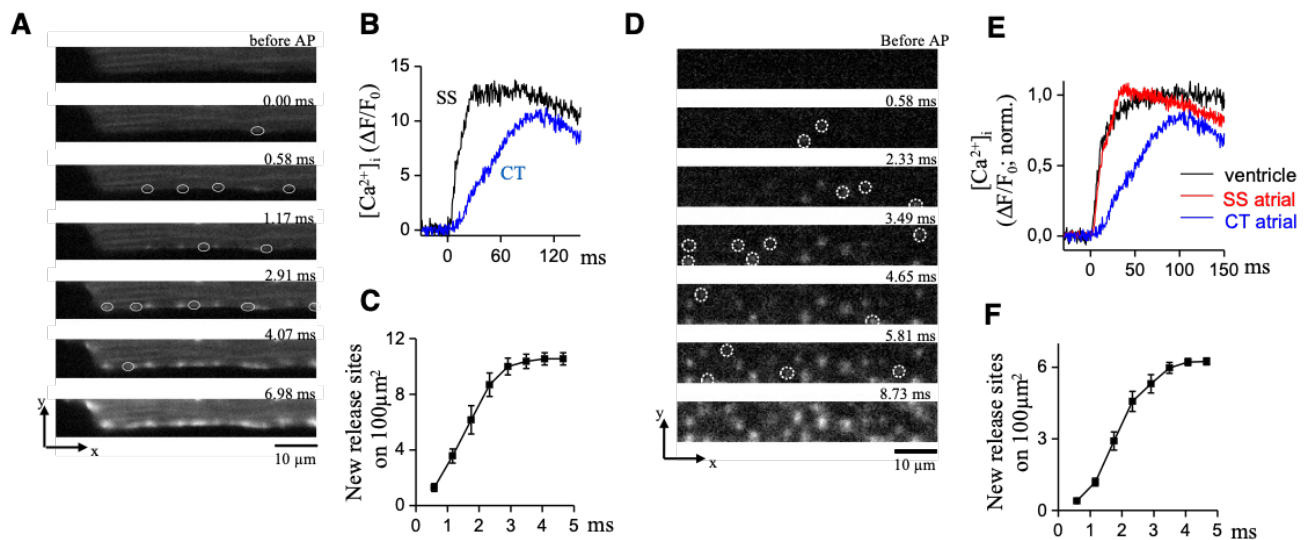 A
before AP
0.00 ms
0.58 ms
1.17 ms
2.91 ms
4.07 ms
6.98 ms
y
x
10 µm
B
[Ca²⁺]ᵢ (ΔF/F₀)
15
10
5
0
SS
CT
0 60 120 ms
C
New release sites
on 100µm²
12
8
4
0
0 1 2 3 4 5 ms
D
Before AP
0.58 ms
2.33 ms
3.49 ms
4.65 ms
5.81 ms
8.73 ms
y
x
10 µm
E
[Ca²⁺]ᵢ
(ΔF/F₀; norm.)
1,0
0,5
0,0
ventricle
SS atrial
CT atrial
0 50 100 150
ms
F
New release sites
on 100µm²
6
3
0
0 1 2 3 4 5 ms